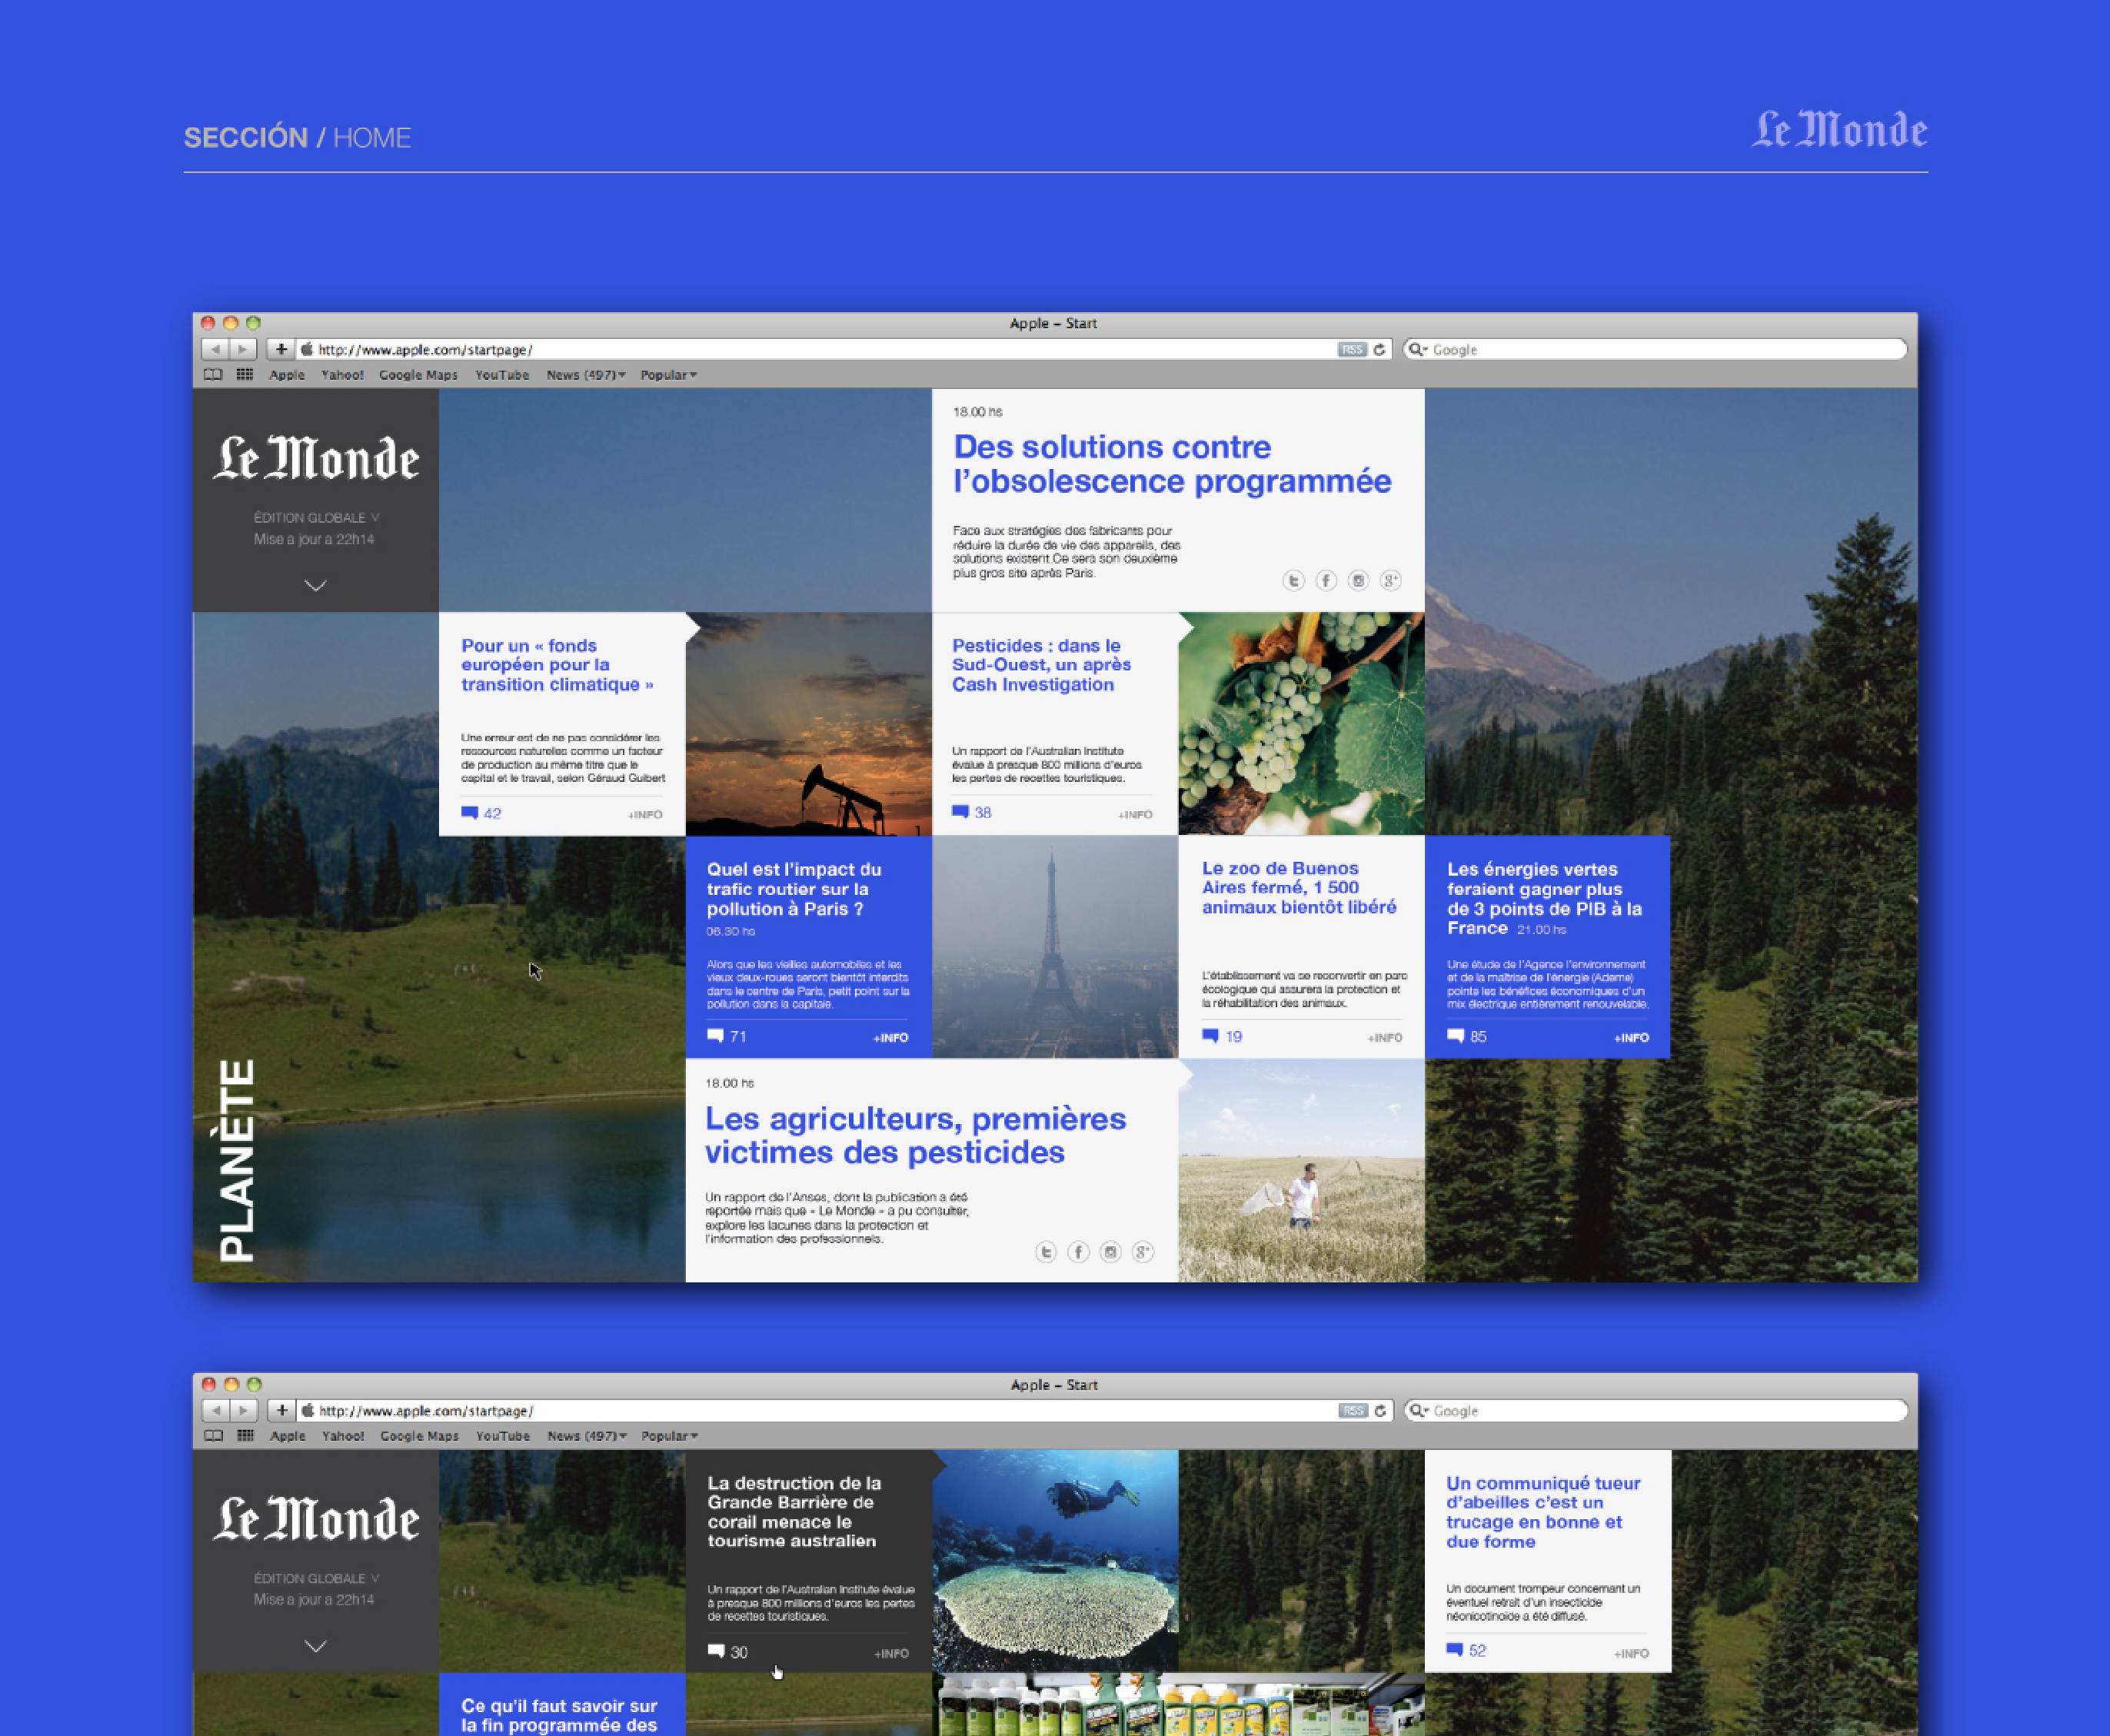 SECCIÓN / HOME
Le Monde
Apple – Start
http://www.apple.com/startpage/
RSS
Google
Apple Yahoo! Google Maps YouTube News (497) Popular
Le Monde
ÉDITION GLOBALE V
Mise a jour a 22h14
18.00 hs
Des solutions contre
l'obsolescence programmée
Face aux stratégies des fabricants pour
réduire la durée de vie des appareils, des
solutions existent.Ce sera son deuxième
plus gros site après Paris.
Pour un « fonds
européen pour la
transition climatique »
Une erreur est de ne pas considérer les
ressources naturelles comme un facteur
de production au même titre que le
capital et le travail, selon Géraud Guibert
42 +INFO
Pesticides : dans le
Sud-Ouest, un après
Cash Investigation
Un rapport de l'Australian Institute
évalue à presque 800 millions d'euros
les pertes de recettes touristiques.
38 +INFO
Quel est l'impact du
trafic routier sur la
pollution à Paris ?
06.30 hs
Alors que les vielles automobiles et les
vieux deux-roues seront bientôt interdits
dans le centre de Paris, petit point sur la
pollution dans la capitale.
71 +INFO
Le zoo de Buenos
Aires fermé, 1 500
animaux bientôt libéré
L'établissement va se reconvertir en parc
écologique qui assurera la protection et
la réhabilitation des animaux.
19 +INFO
Les énergies vertes
feraient gagner plus
de 3 points de PIB à la
France 21.00 hs
Une étude de l'Agence l'environnement
et de la maîtrise de l'énergie (Ademe)
pointe les bénéfices économiques d'un
mix électrique entièrement renouvelable.
85 +INFO
PLANÈTE
18.00 hs
Les agriculteurs, premières
victimes des pesticides
Un rapport de l'Anses, dont la publication a été
reportée mais que « Le Monde » a pu consulter,
explore les lacunes dans la protection et
l'information des professionnels.
Apple – Start
http://www.apple.com/startpage/
RSS
Google
Apple Yahoo! Google Maps YouTube News (497) Popular
Le Monde
ÉDITION GLOBALE V
Mise a jour a 22h14
La destruction de la
Grande Barrière de
corail menace le
tourisme australien
Un rapport de l'Australian Institute évalue
à presque 800 millions d'euros les pertes
de recettes touristiques.
30 +INFO
Un communiqué tueur
d'abeilles c'est un
trucage en bonne et
due forme
Un document trompeur concernant un
éventuel retrait d'un insecticide
néonicotinoïde a été diffusé.
52 +INFO
Ce qu'il faut savoir sur
la fin programmée des